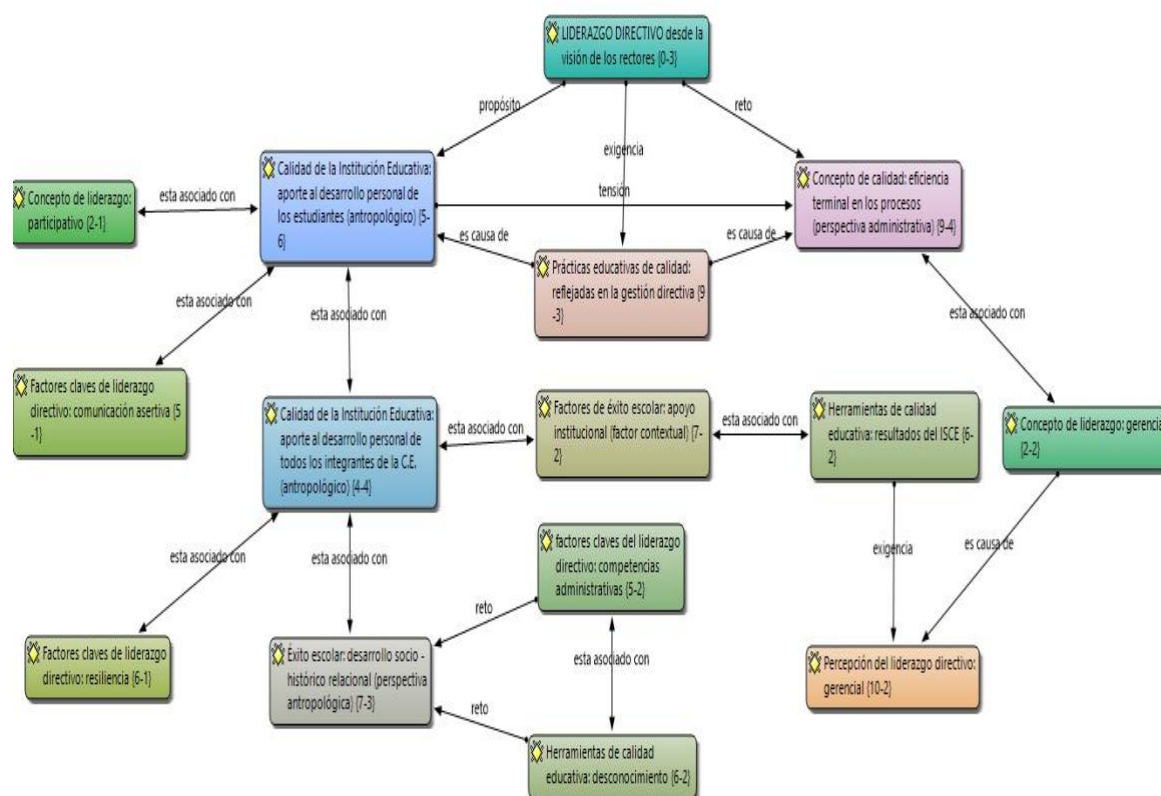 LIDERAZGO DIRECTIVO desde la
visión de los rectores {0-3}
propósito
reto
exigencia
Calidad de la Institución Educativa:
aporte al desarrollo personal de
los estudiantes (antropológico) {5-
6}
tensión
Concepto de calidad: eficiencia
terminal en los procesos
(perspectiva administrativa) {9-4}
Concepto de liderazgo:
participativo {2-1}
esta asociado con
es causa de
es causa de
Prácticas educativas de calidad:
reflejadas en la gestión directiva {9
-3}
esta asociado con
esta asociado con
esta asociado con
Factores claves de liderazgo
directivo: comunicación asertiva {5
-1}
Calidad de la Institución Educativa:
aporte al desarrollo personal de
todos los integrantes de la C.E.
(antropológico) {4-4}
esta asociado con
Factores de éxito escolar: apoyo
institucional (factor contextual) {7-
2}
esta asociado con
Herramientas de calidad
educativa: resultados del ISCE {6-
2}
Concepto de liderazgo: gerencia
{2-2}
esta asociado con
esta asociado con
factores claves del liderazgo
directivo: competencias
administrativas {5-2}
exigencia
es causa de
reto
Factores claves de liderazgo
directivo: resiliencia {6-1}
Éxito escolar: desarrollo socio -
histórico relacional (perspectiva
antropológica) {7-3}
esta asociado con
Percepción del liderazgo directivo:
gerencial {10-2}
reto
Herramientas de calidad
educativa: desconocimiento {6-2}